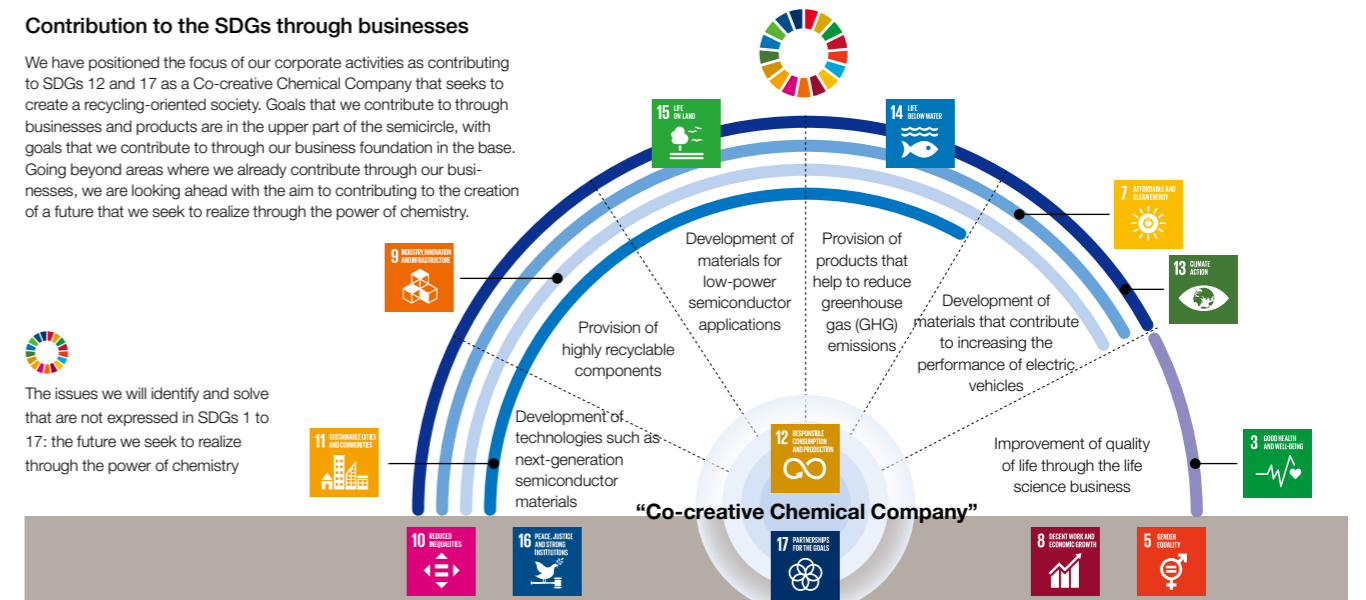 Contribution to the SDGs through businesses
We have positioned the focus of our corporate activities as contributing
to SDGs 12 and 17 as a Co-creative Chemical Company that seeks to
create a recycling-oriented society. Goals that we contribute to through
businesses and products are in the upper part of the semicircle, with
goals that we contribute to through our business foundation in the base.
Going beyond areas where we already contribute through our busi-
nesses, we are looking ahead with the aim to contributing to the creation
of a future that we seek to realize through the power of chemistry.
The issues we will identify and solve
that are not expressed in SDGs 1 to
17: the future we seek to realize
through the power of chemistry
15 LIFE
ON LAND
14 LIFE
BELOW WATER
7 AFFORDABLE AND
CLEAN ENERGY
9 INDUSTRY, INNOVATION
AND INFRASTRUCTURE
13 CLIMATE
ACTION
11 SUSTAINABLE CITIES
AND COMMUNITIES
3 GOOD HEALTH
AND WELL-BEING
Development of
technologies such as
next-generation
semiconductor
materials
Provision of
highly recyclable
components
Development of
materials for
low-power
semiconductor
applications
Provision of
products that
help to reduce
greenhouse
gas (GHG)
emissions
Development of
materials that contribute
to increasing the
performance of electric
vehicles
Improvement of quality
of life through the life
science business
12 RESPONSIBLE
CONSUMPTION
AND PRODUCTION
“Co-creative Chemical Company”
10 REDUCED
INEQUALITIES
16 PEACE, JUSTICE
AND STRONG
INSTITUTIONS
17 PARTNERSHIPS
FOR THE GOALS
8 DECENT WORK AND
ECONOMIC GROWTH
5 GENDER
EQUALITY